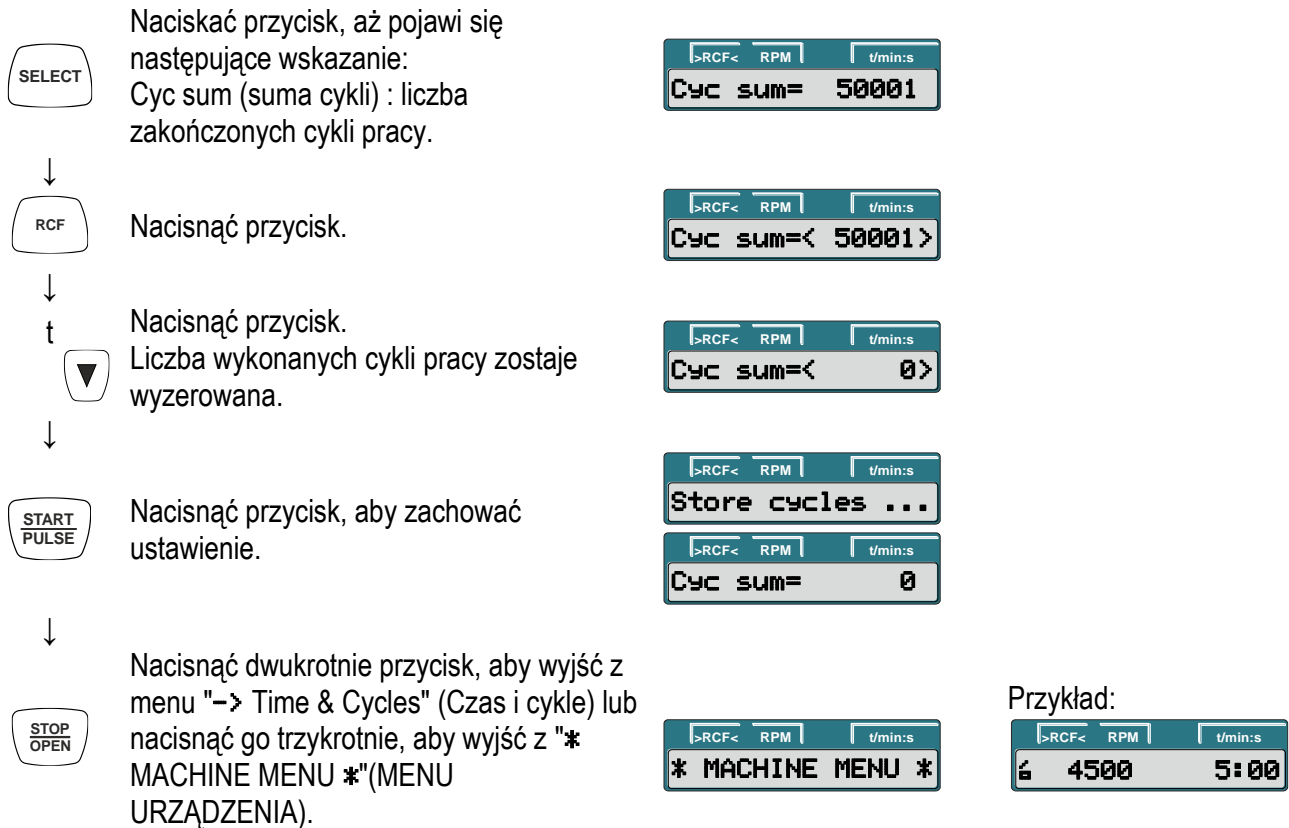 SELECT
Naciskać przycisk, aż pojawi się
następujące wskazanie:
Cyc sum (suma cykli) : liczba
zakończonych cykli pracy.
>RCF< RPM t/min:s
Cyc sum= 50001
↓
RCF
Nacisnąć przycisk.
>RCF< RPM t/min:s
Cyc sum=< 50001>
↓
t
▼
Nacisnąć przycisk.
Liczba wykonanych cykli pracy zostaje
wyzerowana.
>RCF< RPM t/min:s
Cyc sum=< 0>
↓
START
PULSE
Nacisnąć przycisk, aby zachować
ustawienie.
>RCF< RPM t/min:s
Store cycles ...
>RCF< RPM t/min:s
Cyc sum= 0
↓
STOP
OPEN
Nacisnąć dwukrotnie przycisk, aby wyjść z
menu "-> Time & Cycles" (Czas i cykle) lub
nacisnąć go trzykrotnie, aby wyjść z "*
MACHINE MENU *"(MENU
URZĄDZENIA).
>RCF< RPM t/min:s
* MACHINE MENU *
Przykład:
>RCF< RPM t/min:s
ģ 4500 5:00